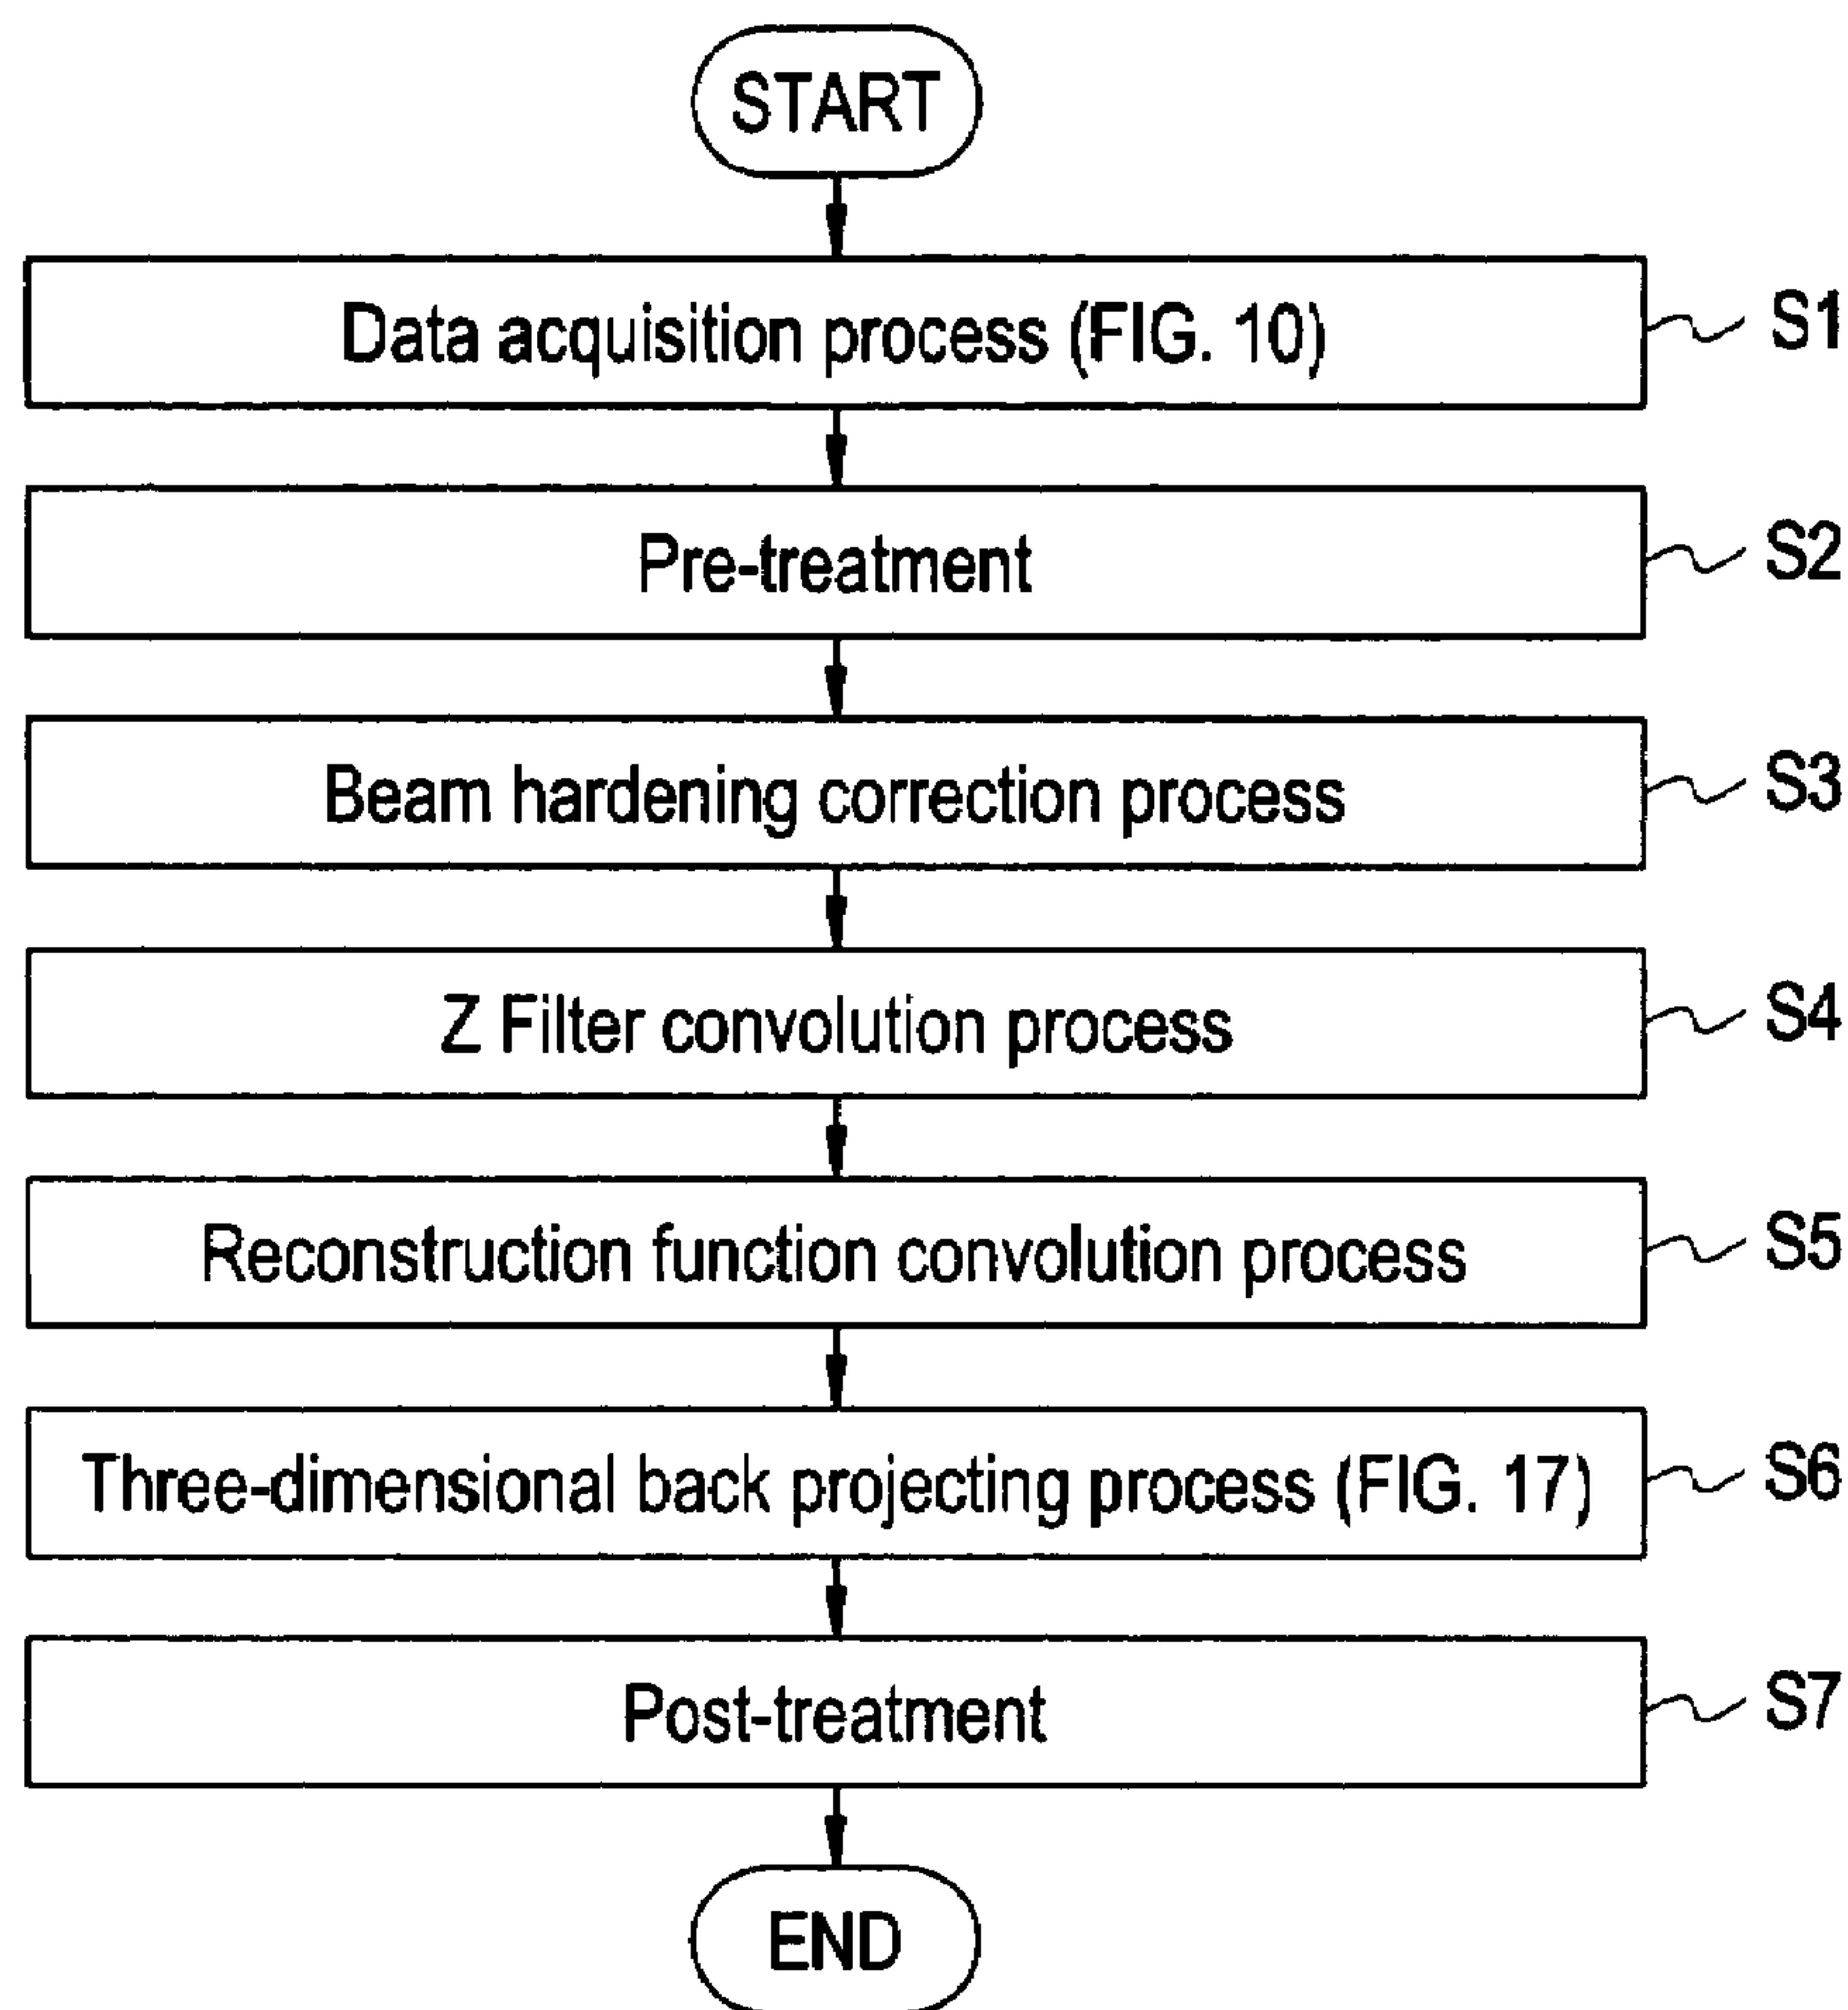 START
Data acquisition process (FIG. 10)
S1
Pre-treatment
S2
Beam hardening correction process
S3
Z Filter convolution process
S4
Reconstruction function convolution process
S5
Three-dimensional back projecting process (FIG. 17)
S6
Post-treatment
S7
END